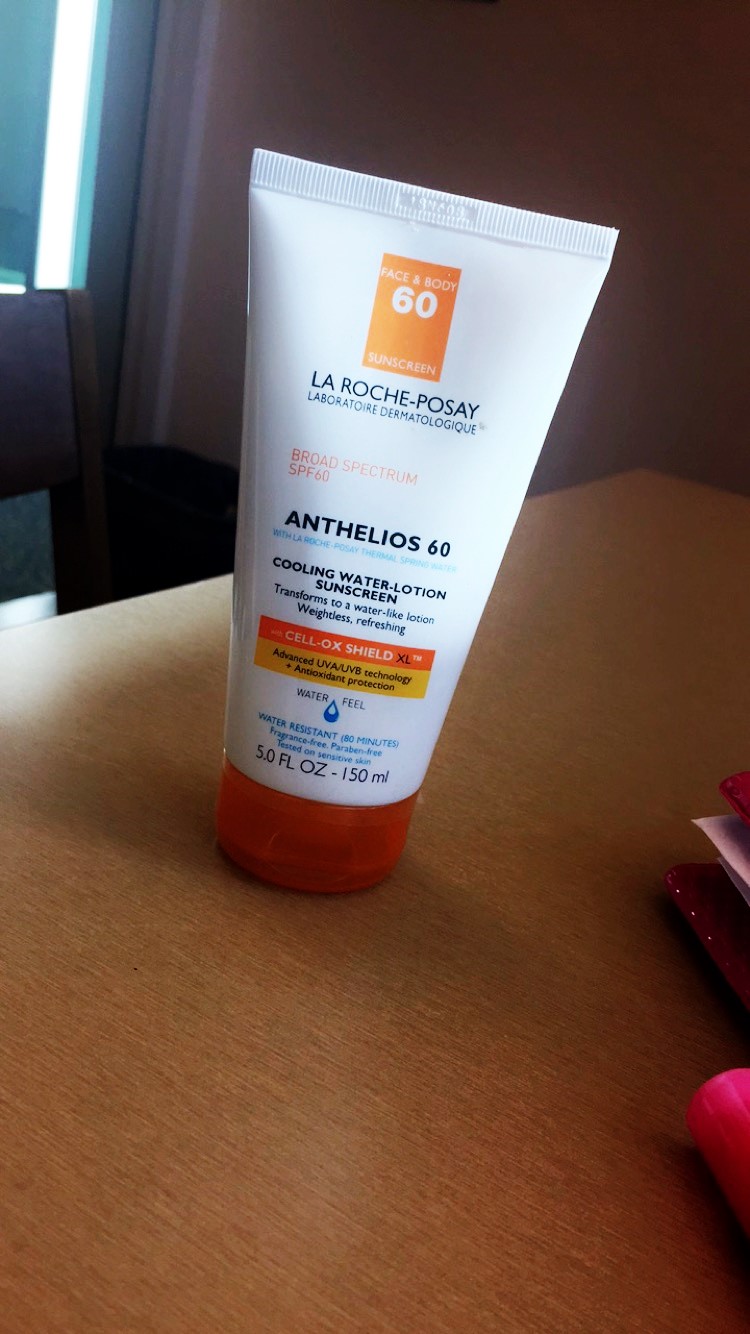 FACE & BODY
60
SUNSCREEN
LA ROCHE-POSAY
LABORATOIRE DERMATOLOGIQUE
BROAD SPECTRUM
SPF60
ANTHELIOS 60
WITH LA ROCHE-POSAY THERMAL SPRING WATER
COOLING WATER-LOTION
SUNSCREEN
Transforms to a water-like lotion
Weightless, refreshing
with CELL-OX SHIELD XL™
Advanced UVA/UVB technology
+ Antioxidant protection
WATER FEEL
WATER RESISTANT (80 MINUTES)
Fragrance-free. Paraben-free
Tested on sensitive skin
5.0 FL OZ - 150 ml